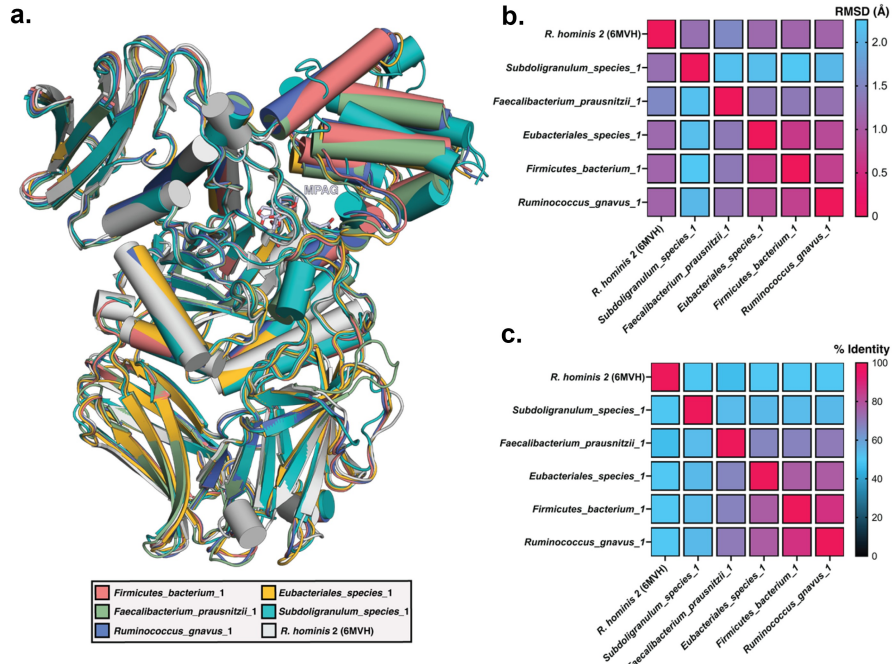 a.
MPAG
Firmicutes_bacterium_1
Eubacteriales_species_1
Faecalibacterium_prausnitzii_1
Subdoligranulum_species_1
Ruminococcus_gnavus_1
R. hominis 2 (6MVH)
b.
RMSD (Å)
R. hominis 2 (6MVH)
Subdoligranulum_species_1
Faecalibacterium_prausnitzii_1
Eubacteriales_species_1
Firmicutes_bacterium_1
Ruminococcus_gnavus_1
2.0
1.5
1.0
0.5
0
R. hominis 2 (6MVH)
Subdoligranulum_species_1
Faecalibacterium_prausnitzii_1
Eubacteriales_species_1
Firmicutes_bacterium_1
Ruminococcus_gnavus_1
c.
% Identity
R. hominis 2 (6MVH)
Subdoligranulum_species_1
Faecalibacterium_prausnitzii_1
Eubacteriales_species_1
Firmicutes_bacterium_1
Ruminococcus_gnavus_1
100
80
60
40
20
0
R. hominis 2 (6MVH)
Subdoligranulum_species_1
Faecalibacterium_prausnitzii_1
Eubacteriales_species_1
Firmicutes_bacterium_1
Ruminococcus_gnavus_1